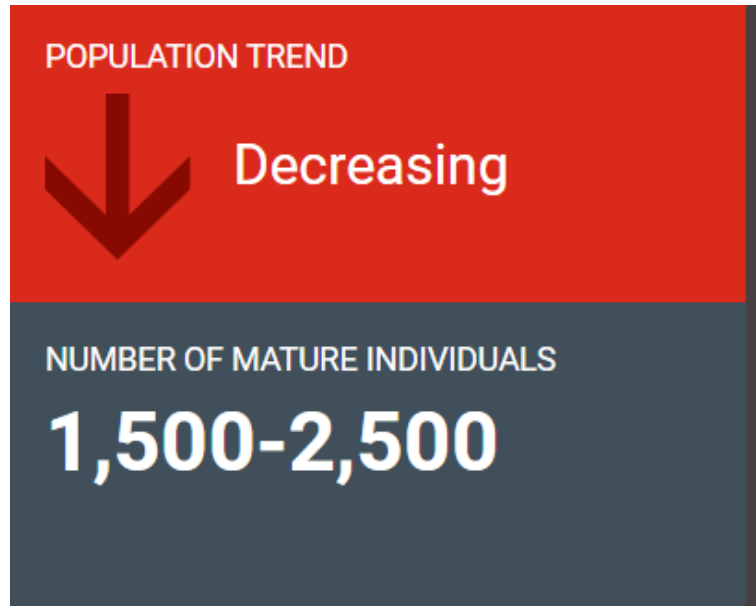 POPULATION TREND
Decreasing
NUMBER OF MATURE INDIVIDUALS
1,500-2,500